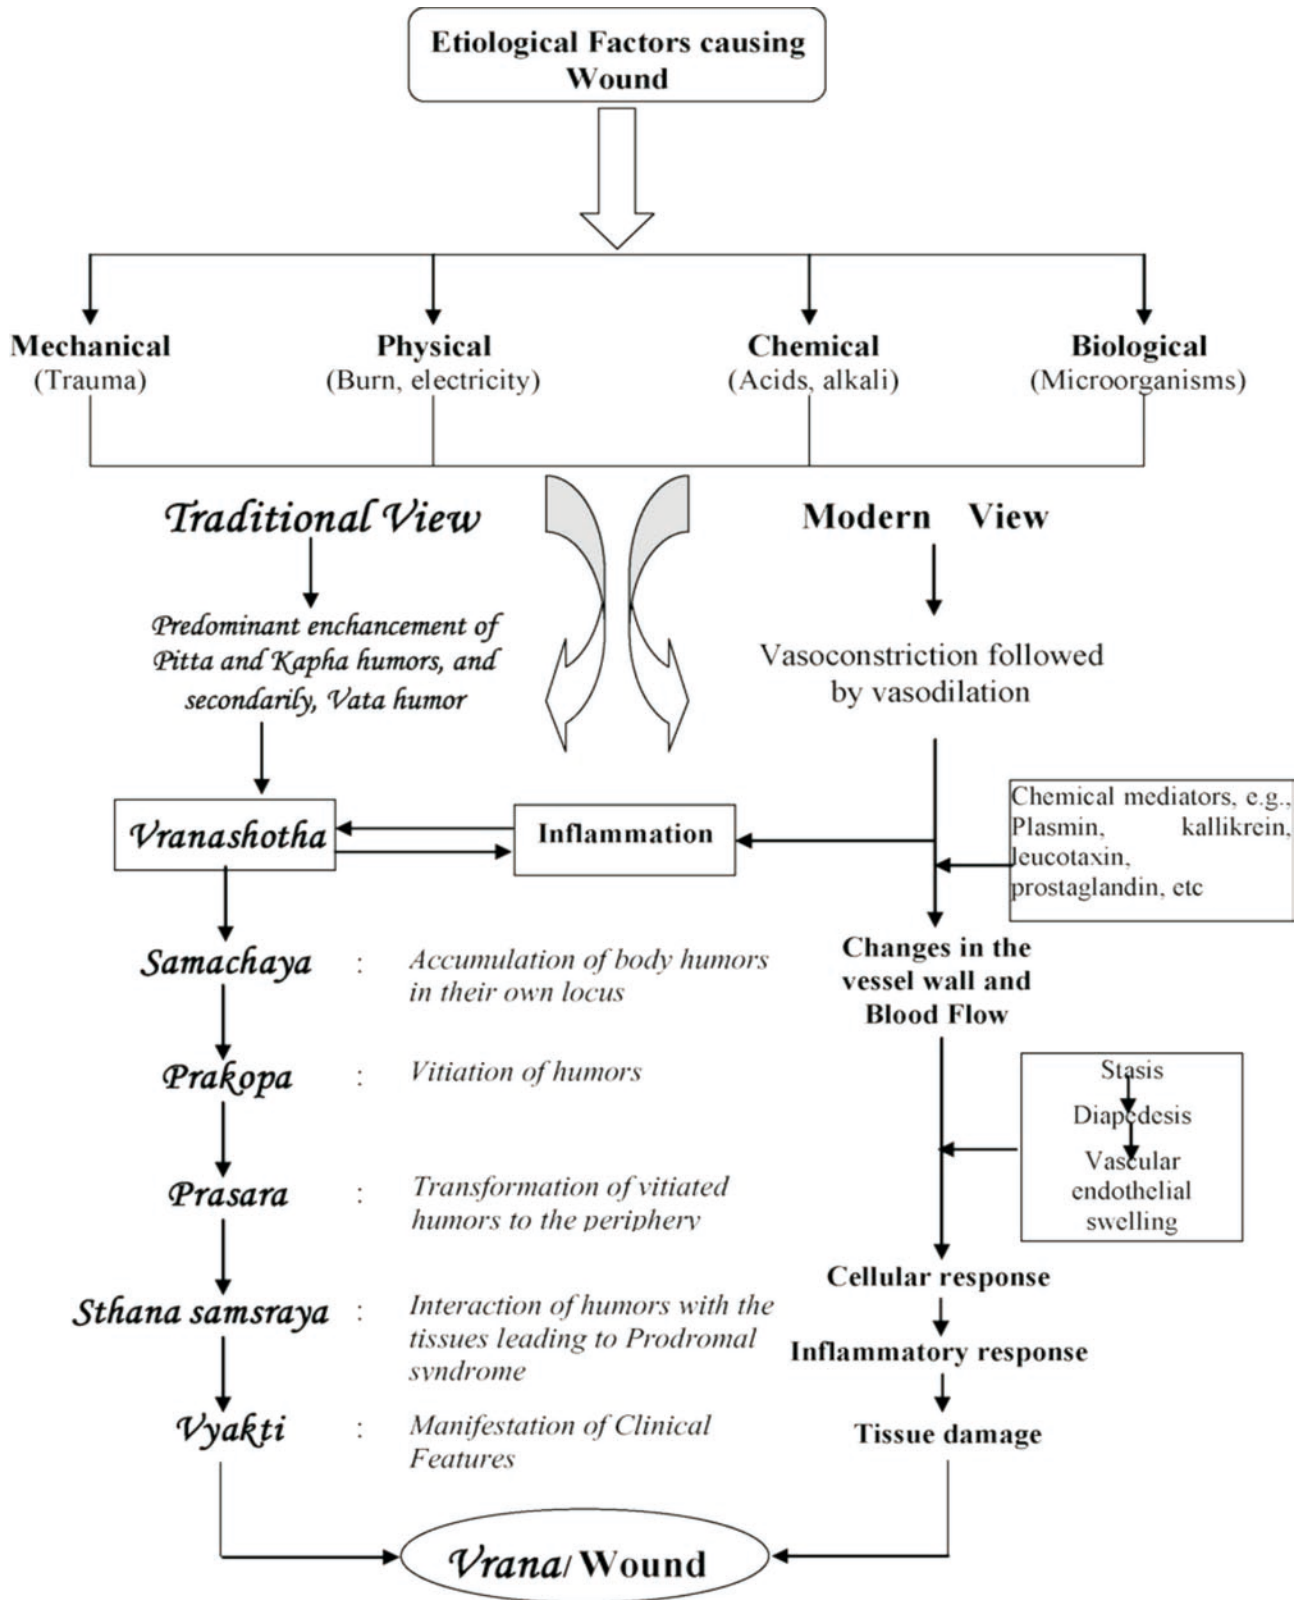 Etiological Factors causing
Wound
Mechanical
(Trauma)
Physical
(Burn, electricity)
Chemical
(Acids, alkali)
Biological
(Microorganisms)
Traditional View
Predominant enchancement of
Pitta and Kapha humors, and
secondarily, Vata humor
Modern View
Vasoconstriction followed
by vasodilation
Vranashotha
Inflammation
Chemical mediators, e.g.,
Plasmin, kallikrein,
leucotaxin,
prostaglandin, etc
Samachaya : Accumulation of body humors
in their own locus
Prakopa : Vitiation of humors
Prasara : Transformation of vitiated
humors to the periphery
Sthana samsraya : Interaction of humors with the
tissues leading to Prodromal
syndrome
Vyakti : Manifestation of Clinical
Features
Changes in the
vessel wall and
Blood Flow
Stasis
Diapedesis
Vascular
endothelial
swelling
Cellular response
Inflammatory response
Tissue damage
Vrana/ Wound